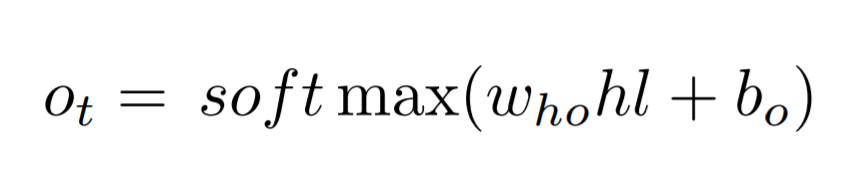 o_t = soft max(w_{ho}hl + b_o)